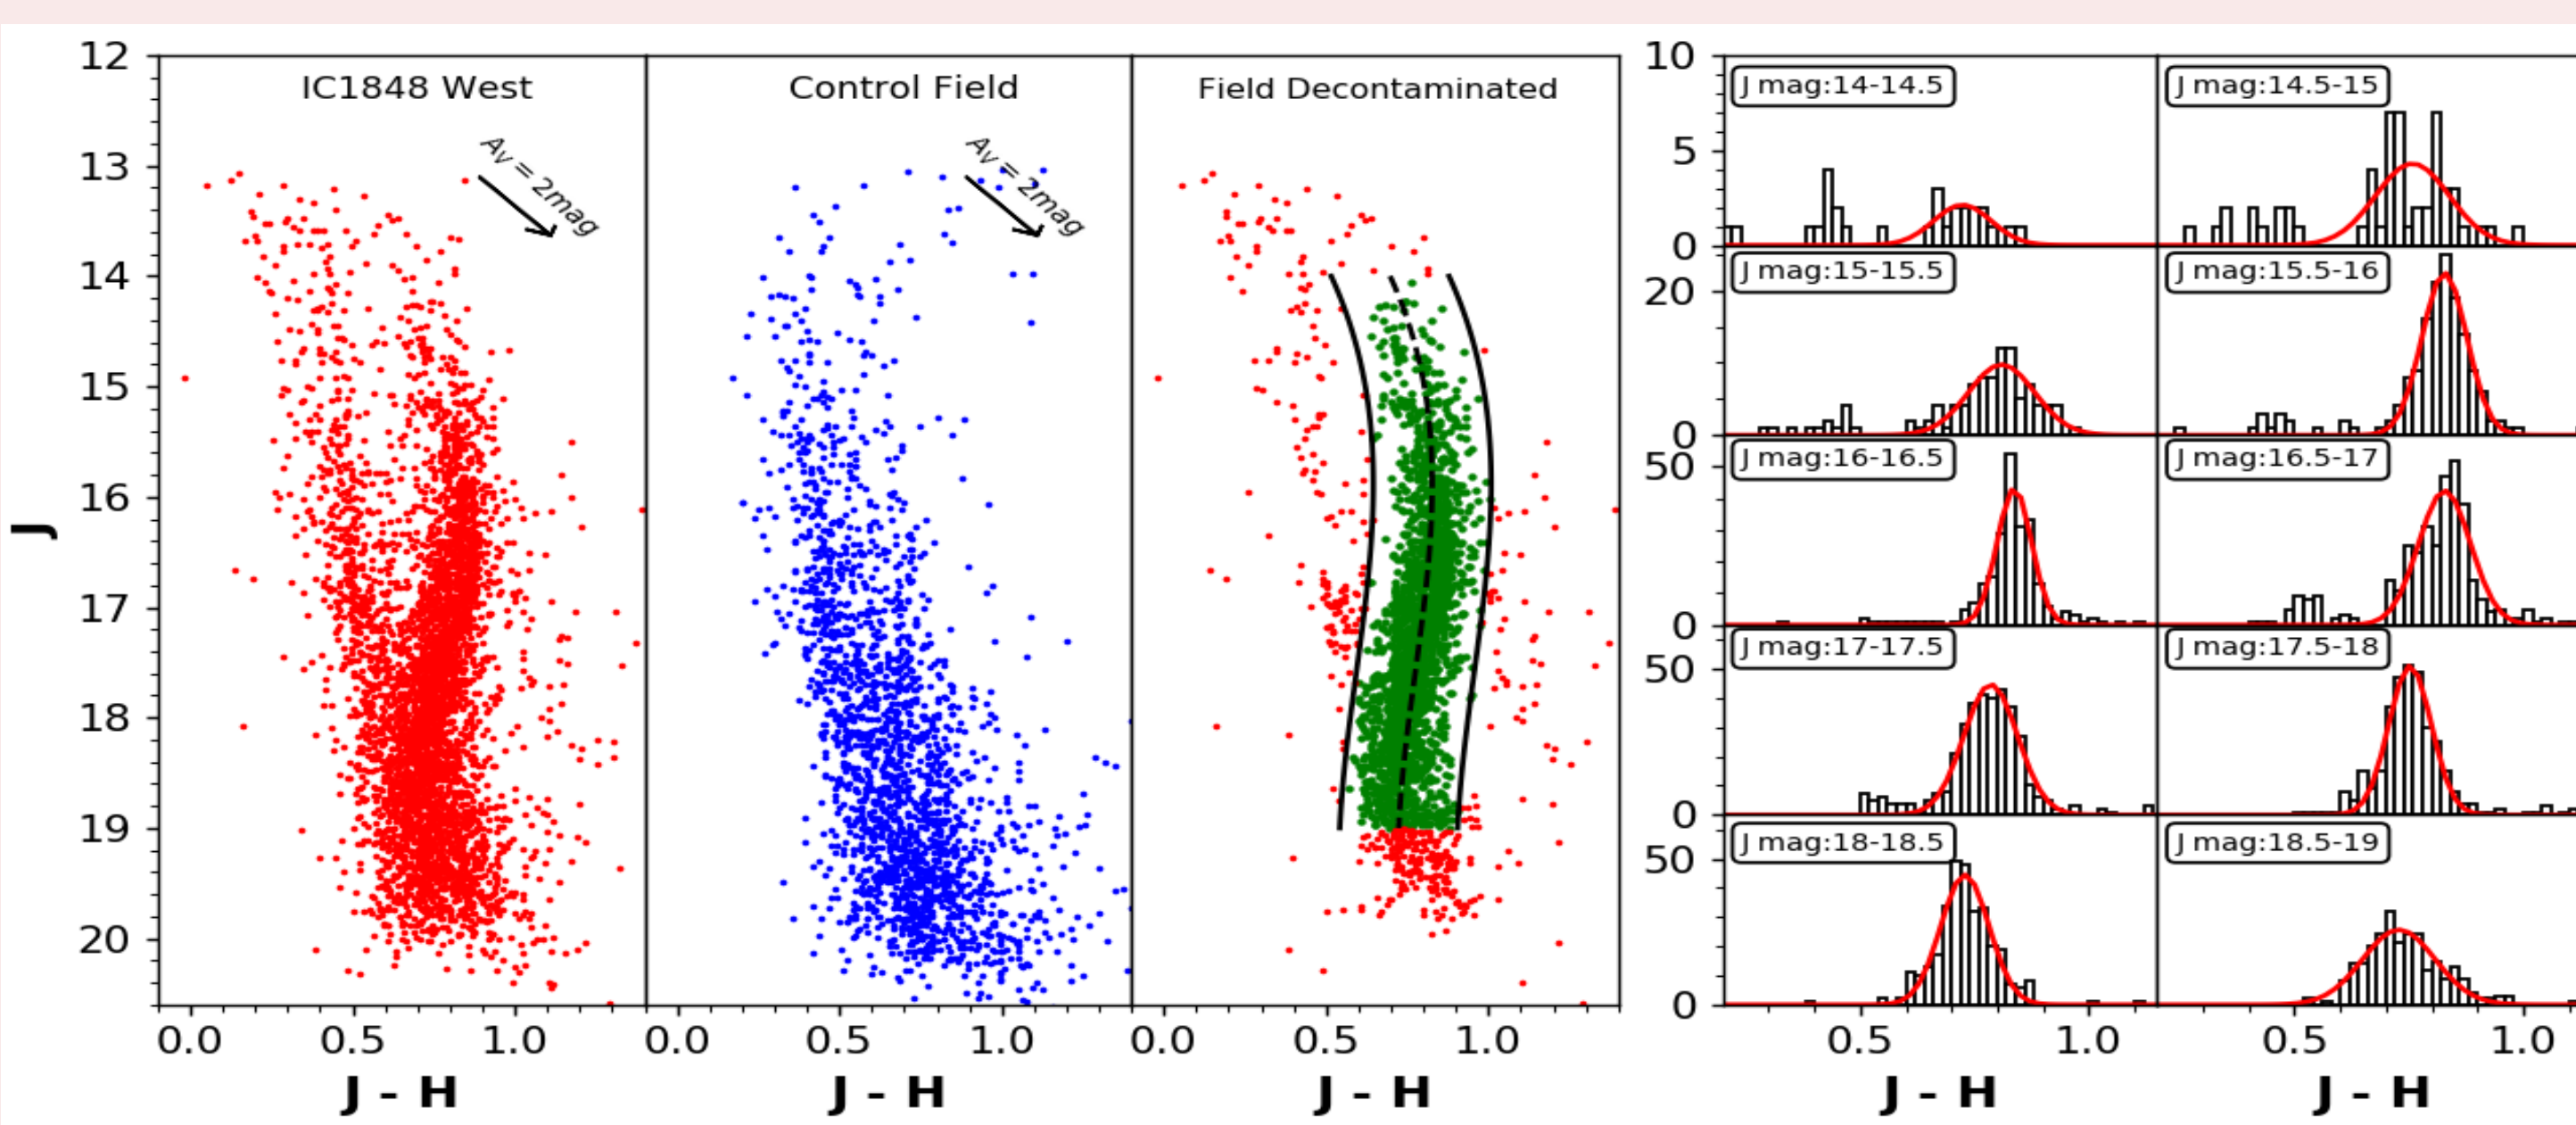 IC1848 West
Control Field
Field Decontaminated
Av = 2mag
Av = 2mag
12
13
14
15
16
17
18
19
20
J
0.0 0.5 1.0
0.0 0.5 1.0
0.0 0.5 1.0
J - H
J - H
J - H
10
5
0
20
0
50
0
50
0
50
0
J mag:14-14.5
J mag:14.5-15
J mag:15-15.5
J mag:15.5-16
J mag:16-16.5
J mag:16.5-17
J mag:17-17.5
J mag:17.5-18
J mag:18-18.5
J mag:18.5-19
0.5 1.0
0.5 1.0
J - H
J - H